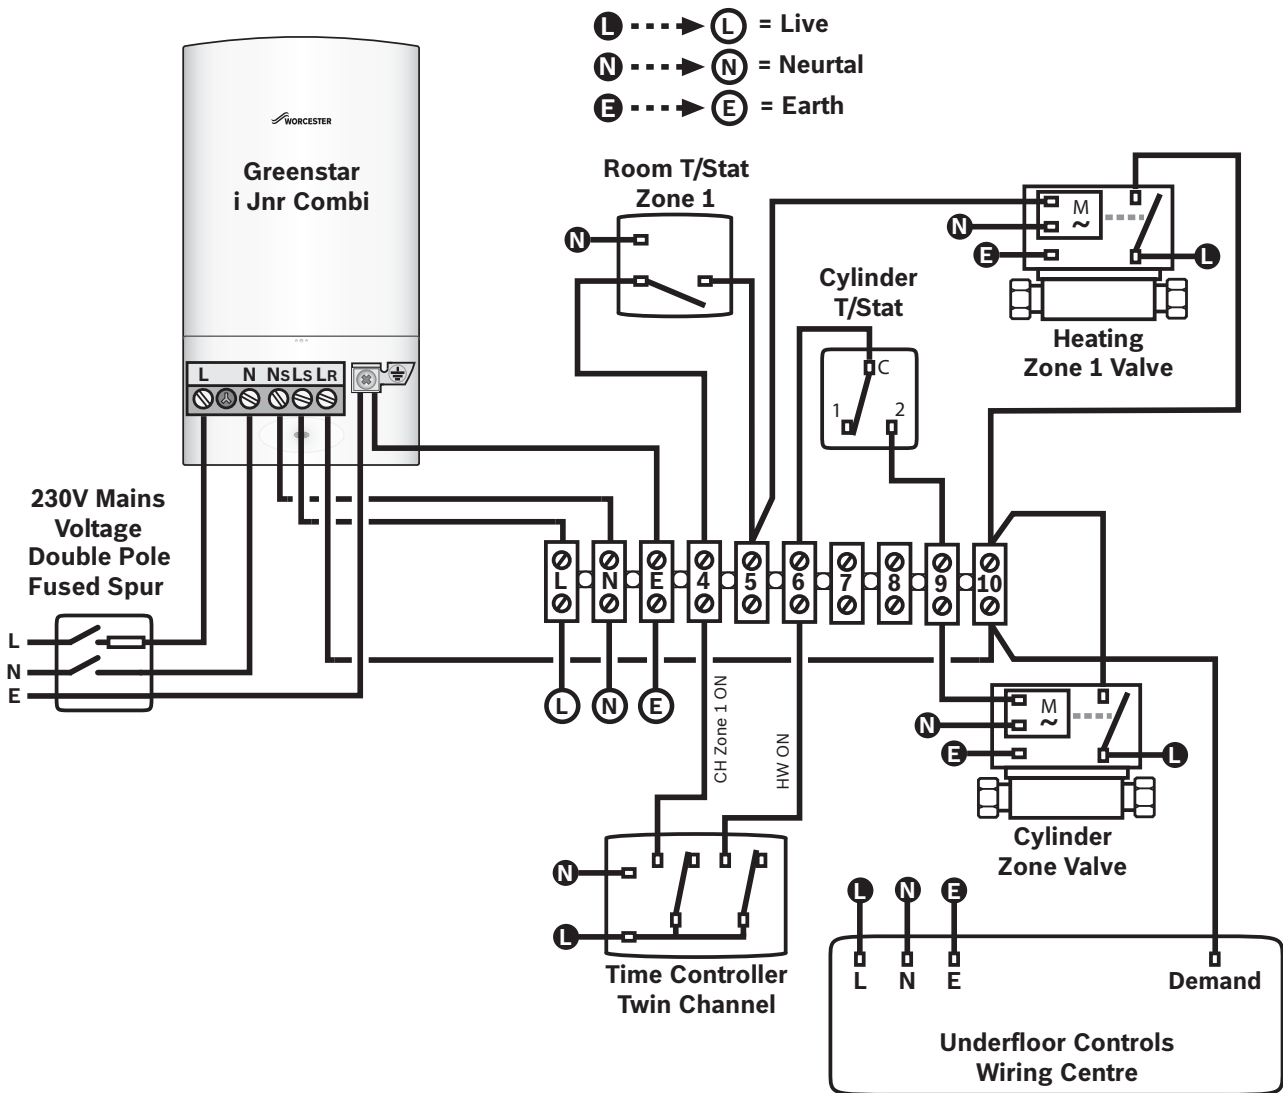 L L = Live
N N = Neurtal
E E = Earth
WORCESTER
Greenstar
i Jnr Combi
Room T/Stat
Zone 1
N
M
~
N
E
L
Cylinder
T/Stat
C
1
2
Heating
Zone 1 Valve
L N Ns Ls LR
230V Mains
Voltage
Double Pole
Fused Spur
L
N
E
L N E 4 5 6 7 8 9 10
L N E
CH Zone 1 ON
HW ON
M
~
N
E
L
Cylinder
Zone Valve
N
L
Time Controller
Twin Channel
L N E
L N E Demand
Underfloor Controls
Wiring Centre